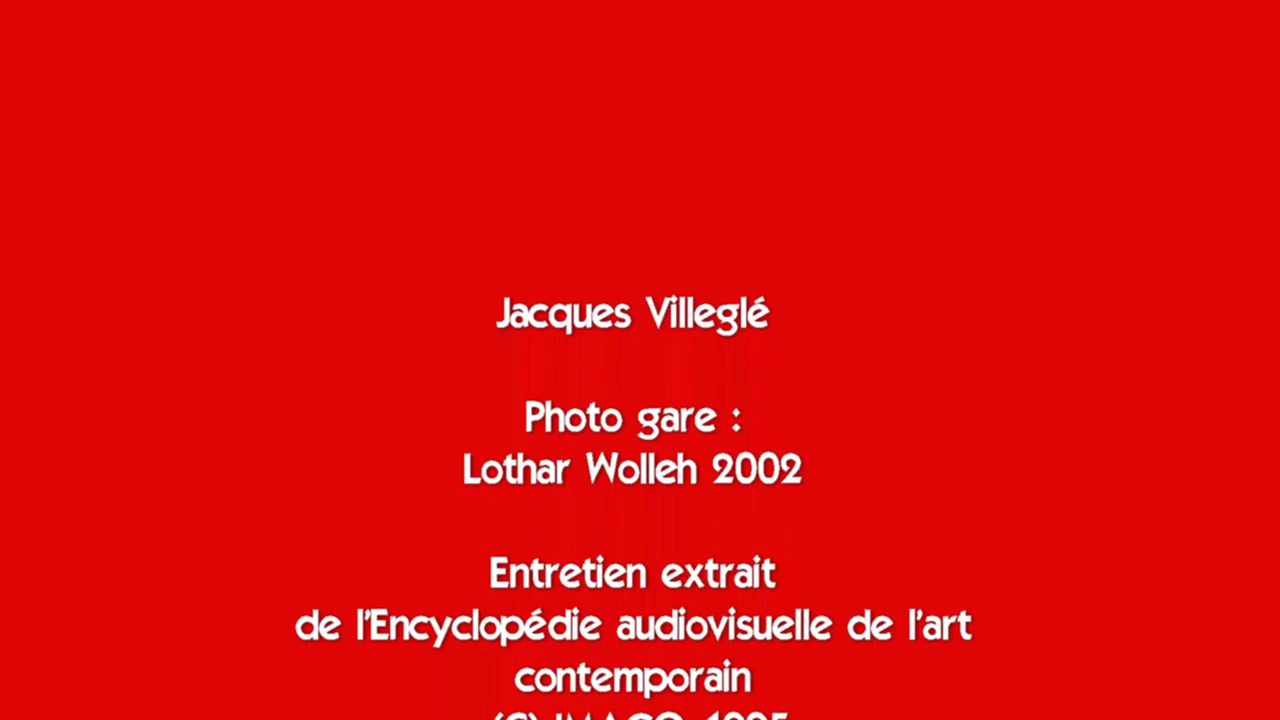 Jacques Villeglé
Photo gare :
Lothar Wolleh 2002
Entretien extrait
de l'Encyclopédie audiovisuelle de l'art
contemporain